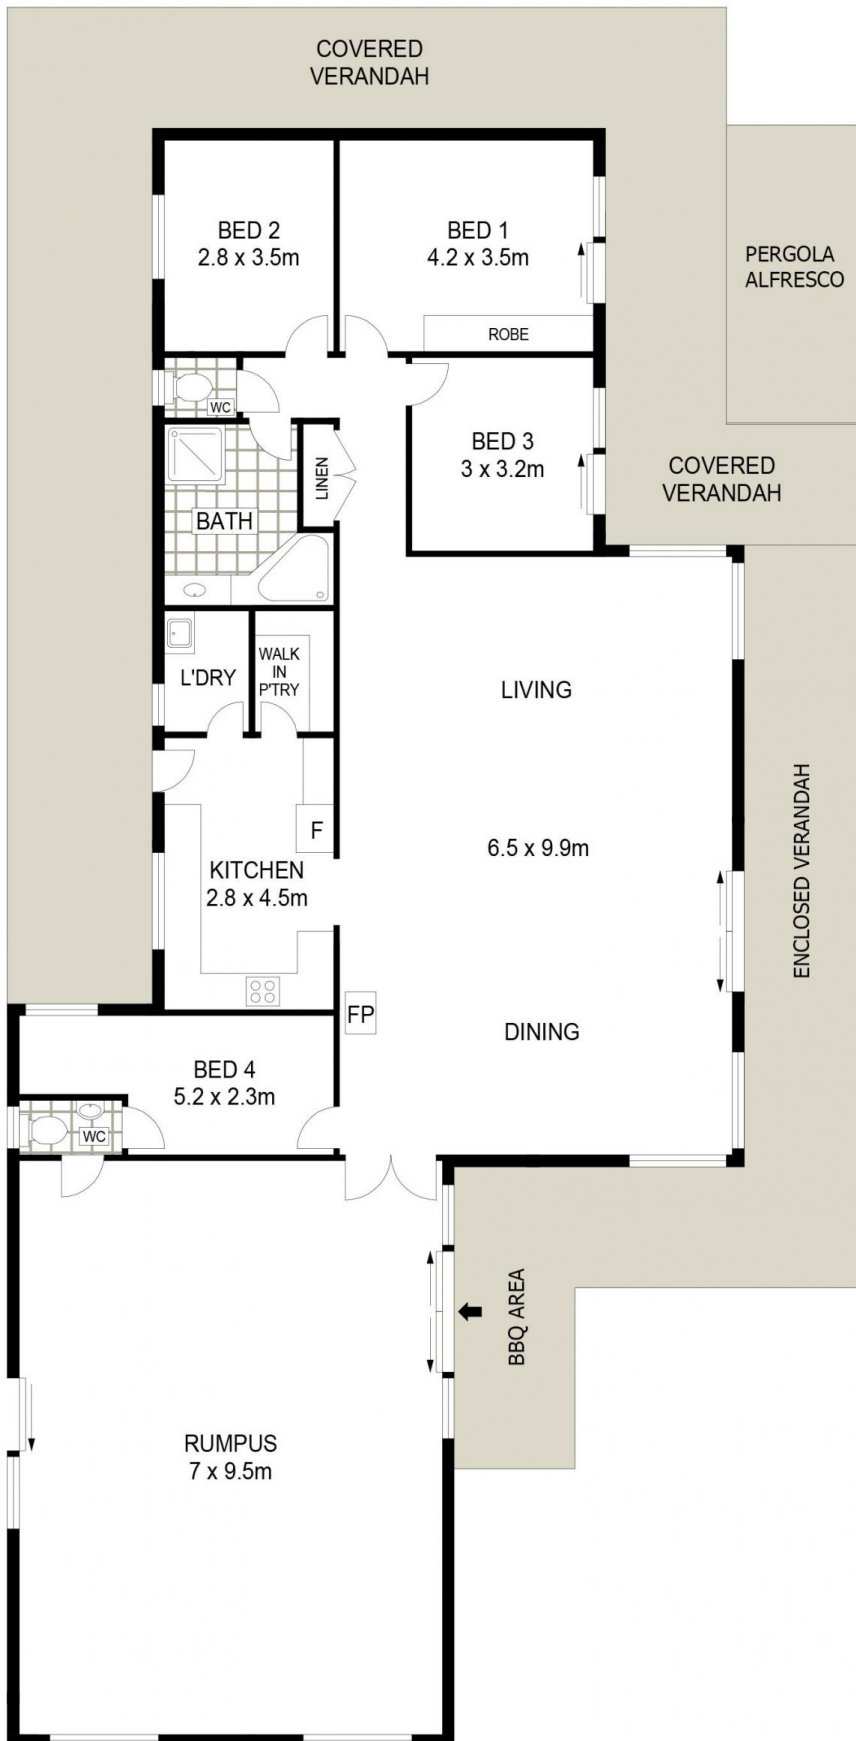 COVERED
VERANDAH
BED 2
2.8 x 3.5m
BED 1
4.2 x 3.5m
PERGOLA
ALFRESCO
ROBE
WC
BED 3
3 x 3.2m
COVERED
VERANDAH
LINEN
BATH
L'DRY
WALK
IN
P'TRY
LIVING
F
KITCHEN
2.8 x 4.5m
6.5 x 9.9m
ENCLOSED VERANDAH
FP
DINING
BED 4
5.2 x 2.3m
WC
BBQ AREA
RUMPUS
7 x 9.5m